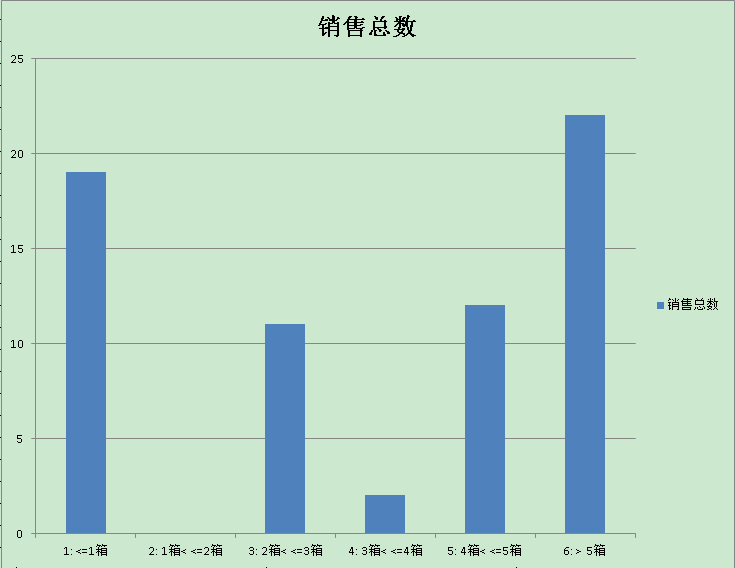 销售总数
25
20
15
10
5
0
销售总数
1: <=1箱
2: 1箱< <=2箱
3: 2箱< <=3箱
4: 3箱< <=4箱
5: 4箱< <=5箱
6: > 5箱